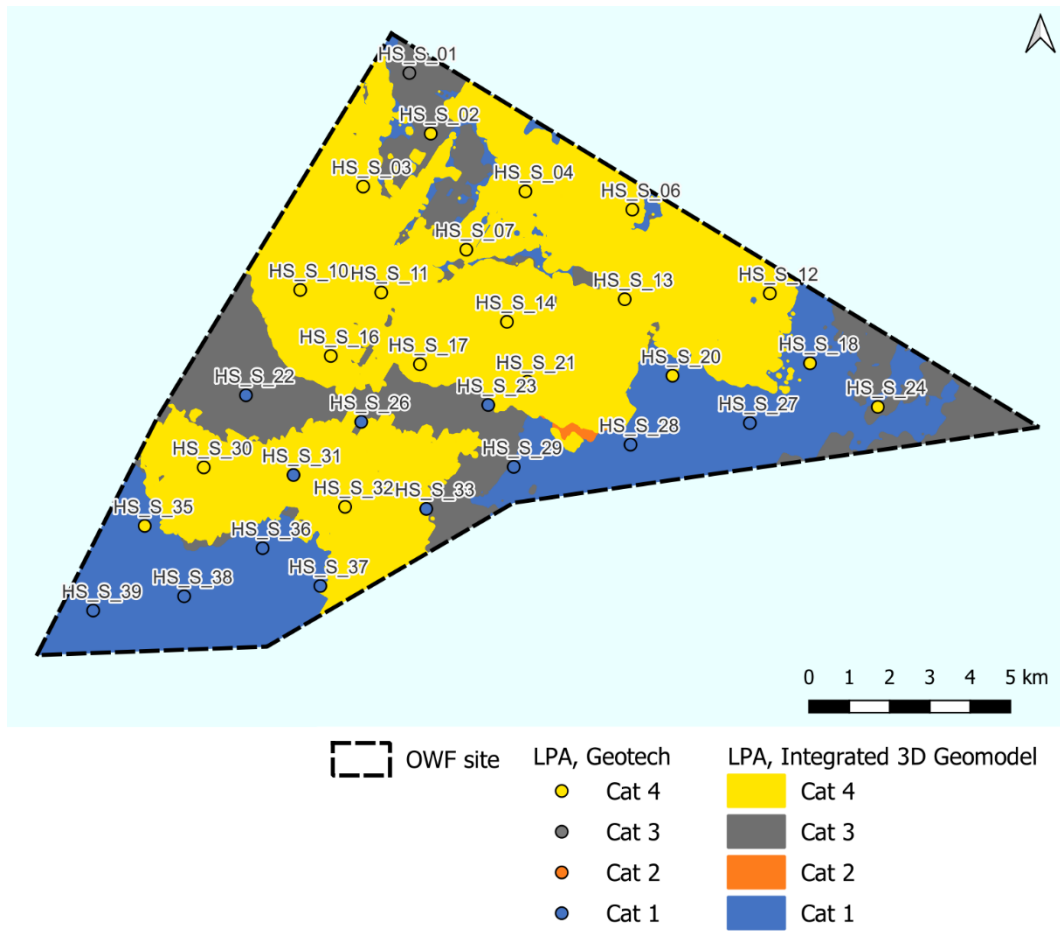 HS_S_01
HS_S_02
HS_S_03
HS_S_04
HS_S_06
HS_S_07
HS_S_10
HS_S_11
HS_S_12
HS_S_13
HS_S_14
HS_S_16
HS_S_17
HS_S_18
HS_S_20
HS_S_21
HS_S_22
HS_S_23
HS_S_24
HS_S_26
HS_S_27
HS_S_28
HS_S_29
HS_S_30
HS_S_31
HS_S_32
HS_S_33
HS_S_35
HS_S_36
HS_S_37
HS_S_38
HS_S_39
0 1 2 3 4 5 km
OWF site
LPA, Geotech
Cat 4
Cat 3
Cat 2
Cat 1
LPA, Integrated 3D Geomodel
Cat 4
Cat 3
Cat 2
Cat 1